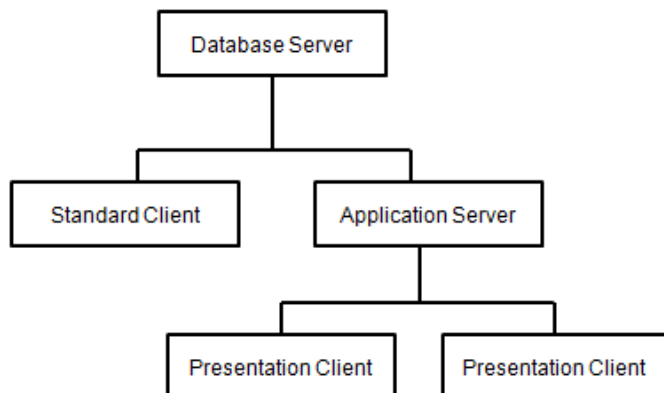 Database Server
Standard Client
Application Server
Presentation Client
Presentation Client